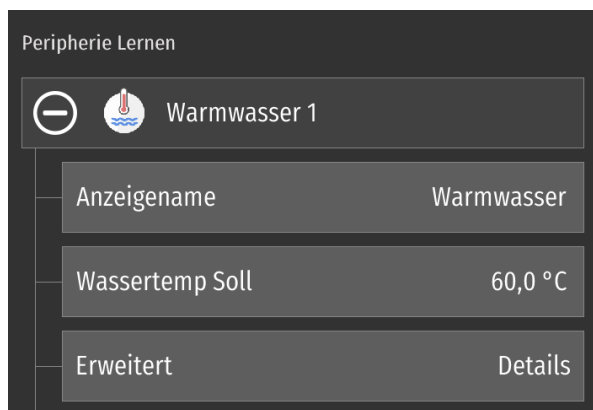 Peripherie Lernen
Warmwasser 1
Anzeigename Warmwasser
Wassertemp Soll 60,0 °C
Erweitert Details